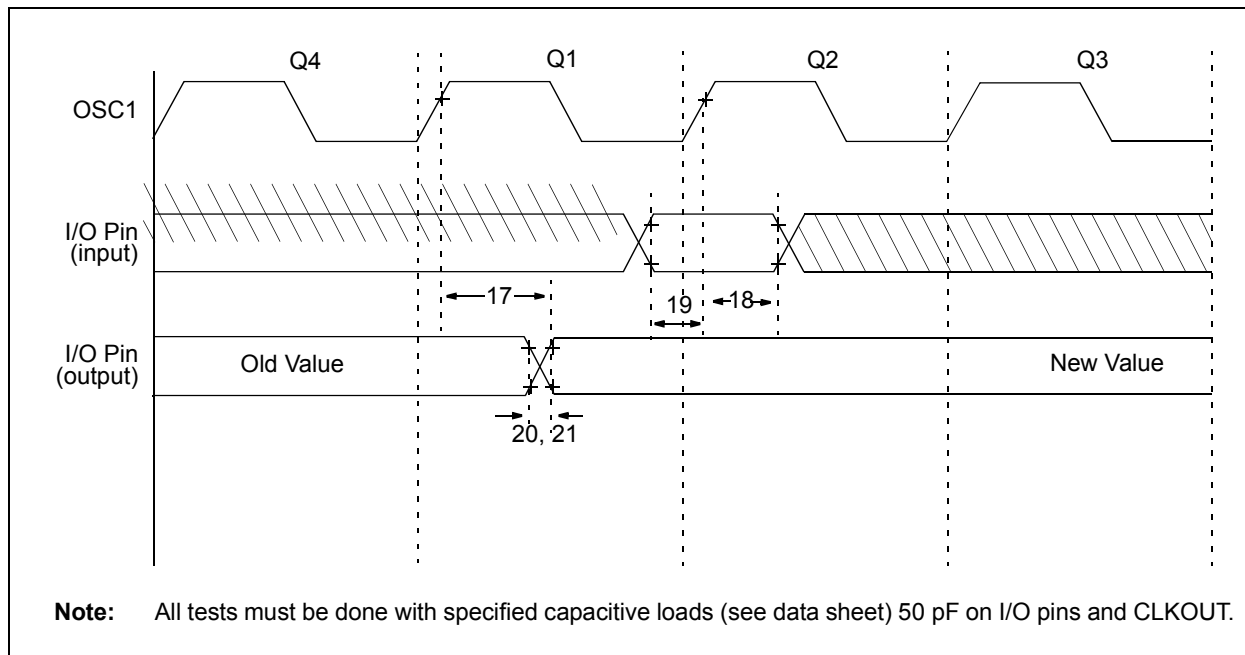 Q4 Q1 Q2 Q3
OSC1
I/O Pin
(input)
17
19
18
I/O Pin
(output)
Old Value
New Value
20, 21
Note: All tests must be done with specified capacitive loads (see data sheet) 50 pF on I/O pins and CLKOUT.